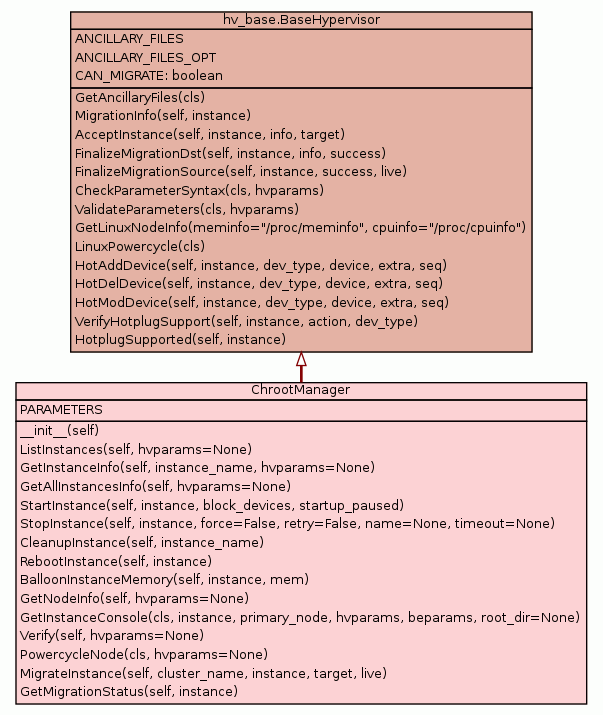 hv_base.BaseHypervisor
ANCILLARY_FILES
ANCILLARY_FILES_OPT
CAN_MIGRATE: boolean
GetAncillaryFiles(cls)
MigrationInfo(self, instance)
AcceptInstance(self, instance, info, target)
FinalizeMigrationDst(self, instance, info, success)
FinalizeMigrationSource(self, instance, success, live)
CheckParameterSyntax(cls, hvparams)
ValidateParameters(cls, hvparams)
GetLinuxNodeInfo(meminfo="/proc/meminfo", cpuinfo="/proc/cpuinfo")
LinuxPowercycle(cls)
HotAddDevice(self, instance, dev_type, device, extra, seq)
HotDelDevice(self, instance, dev_type, device, extra, seq)
HotModDevice(self, instance, dev_type, device, extra, seq)
VerifyHotplugSupport(self, instance, action, dev_type)
HotplugSupported(self, instance)
ChrootManager
PARAMETERS
__init__(self)
ListInstances(self, hvparams=None)
GetInstanceInfo(self, instance_name, hvparams=None)
GetAllInstancesInfo(self, hvparams=None)
StartInstance(self, instance, block_devices, startup_paused)
StopInstance(self, instance, force=False, retry=False, name=None, timeout=None)
CleanupInstance(self, instance_name)
RebootInstance(self, instance)
BalloonInstanceMemory(self, instance, mem)
GetNodeInfo(self, hvparams=None)
GetInstanceConsole(cls, instance, primary_node, hvparams, beparams, root_dir=None)
Verify(self, hvparams=None)
PowercycleNode(cls, hvparams=None)
MigrateInstance(self, cluster_name, instance, target, live)
GetMigrationStatus(self, instance)